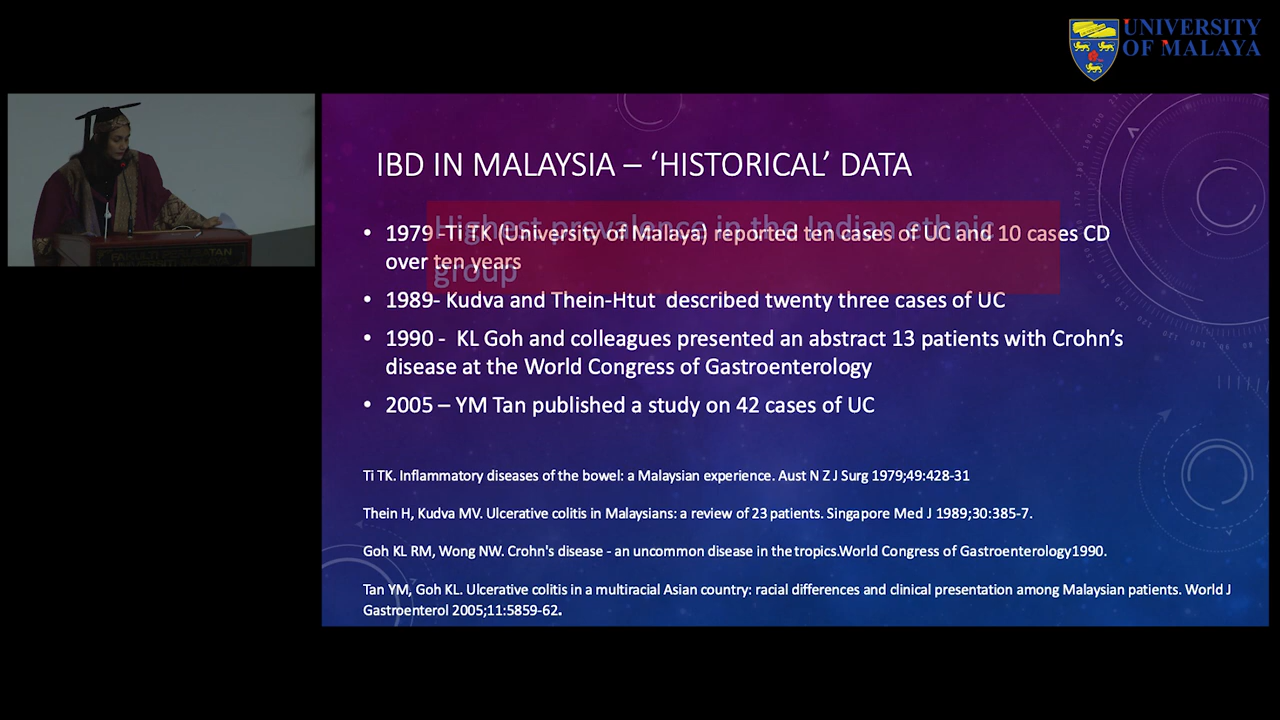 UNIVERSITY
OF MALAYA
IBD IN MALAYSIA – ‘HISTORICAL’ DATA
Highest prevalance in the Indian ethnic
group
• 1979 -Ti TK (University of Malaya) reported ten cases of UC and 10 cases CD
over ten years
• 1989- Kudva and Thein-Htut described twenty three cases of UC
• 1990 - KL Goh and colleagues presented an abstract 13 patients with Crohn’s
disease at the World Congress of Gastroenterology
• 2005 – YM Tan published a study on 42 cases of UC
Ti TK. Inflammatory diseases of the bowel: a Malaysian experience. Aust N Z J Surg 1979;49:428-31
Thein H, Kudva MV. Ulcerative colitis in Malaysians: a review of 23 patients. Singapore Med J 1989;30:385-7.
Goh KL RM, Wong NW. Crohn's disease - an uncommon disease in the tropics.World Congress of Gastroenterology1990.
Tan YM, Goh KL. Ulcerative colitis in a multiracial Asian country: racial differences and clinical presentation among Malaysian patients. World J
Gastroenterol 2005;11:5859-62.